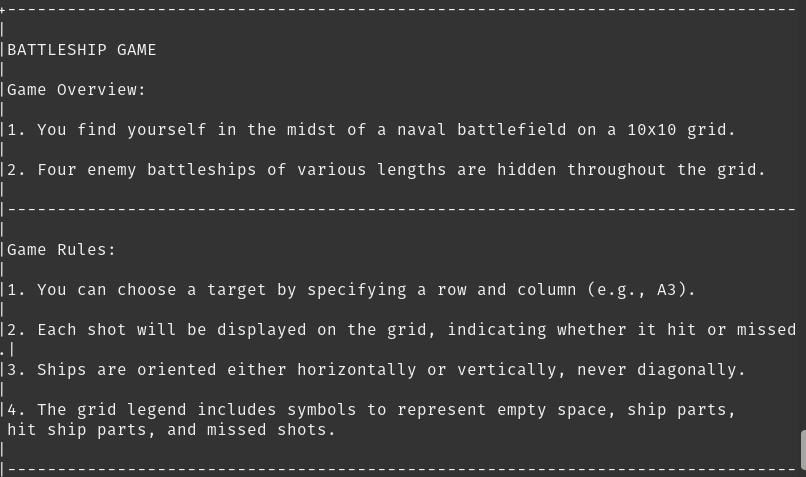 +-------------------------------------------------------------------------------
|
|BATTLESHIP GAME
|
|Game Overview:
|
|1. You find yourself in the midst of a naval battlefield on a 10x10 grid.
|
|2. Four enemy battleships of various lengths are hidden throughout the grid.
|
|-------------------------------------------------------------------------------
|
|Game Rules:
|
|1. You can choose a target by specifying a row and column (e.g., A3).
|
|2. Each shot will be displayed on the grid, indicating whether it hit or missed
.|
|3. Ships are oriented either horizontally or vertically, never diagonally.
|
|4. The grid legend includes symbols to represent empty space, ship parts,
 hit ship parts, and missed shots.
|
|-------------------------------------------------------------------------------